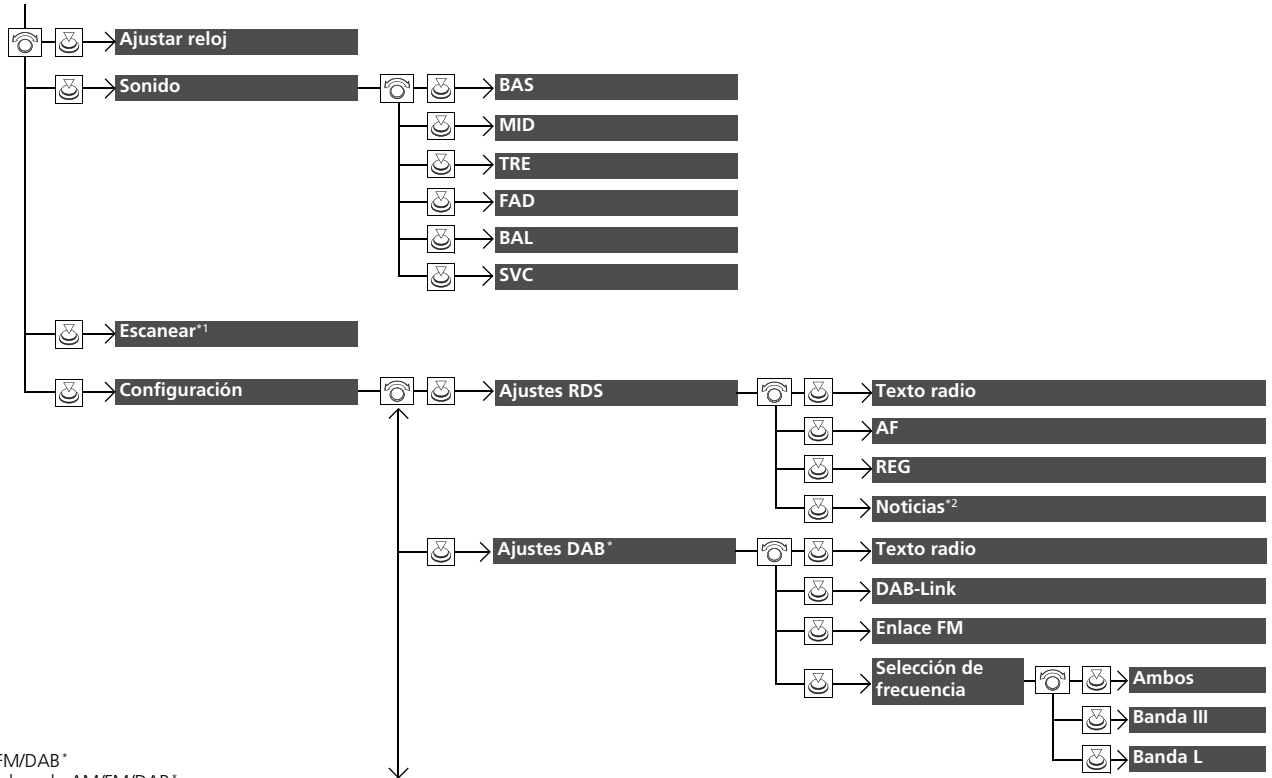 Ajustar reloj
Sonido
BAS
MID
TRE
FAD
BAL
SVC
Escanear*1
Configuración
Ajustes RDS
Texto radio
AF
REG
Noticias*2
Ajustes DAB*
Texto radio
DAB-Link
Enlace FM
Selección de
frecuencia
Ambos
Banda III
Banda L
FM/DAB*
AM/FM/DAB*